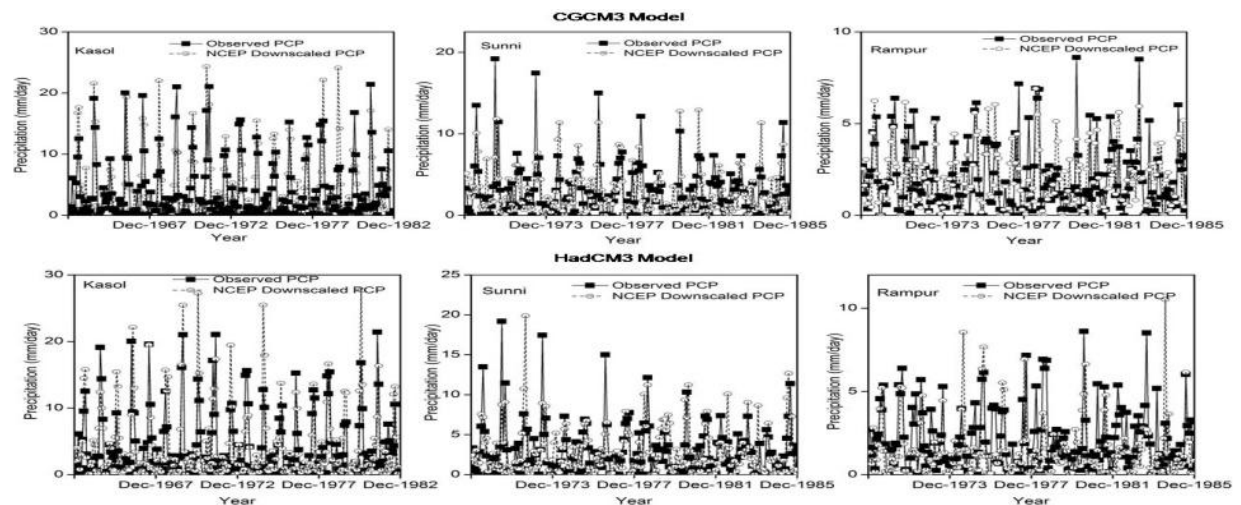 CGCM3 Model
30
20
10
0
Precipitation (mm/day)
Kasol
Observed PCP
NCEP Downscaled PCP
Dec-1967
Dec-1972
Dec-1977
Dec-1982
Year
20
10
0
Precipitation (mm/day)
Sunni
Observed PCP
NCEP Downscaled PCP
Dec-1973
Dec-1977
Dec-1981
Dec-1985
Year
10
5
0
Precipitation (mm/day)
Rampur
Observed PCP
NCEP Downscaled PCP
Dec-1973
Dec-1977
Dec-1981
Dec-1985
Year
HadCM3 Model
30
20
10
0
Precipitation (mm/day)
Kasol
Observed PCP
NCEP Downscaled PCP
Dec-1967
Dec-1972
Dec-1977
Dec-1982
Year
25
20
15
10
5
0
Precipitation (mm/day)
Sunni
Observed PCP
NCEP Downscaled PCP
Dec-1973
Dec-1977
Dec-1981
Dec-1985
Year
10
5
0
Precipitation (mm/day)
Rampur
Observed PCP
NCEP Downscaled PCP
Dec-1973
Dec-1977
Dec-1981
Dec-1985
Year